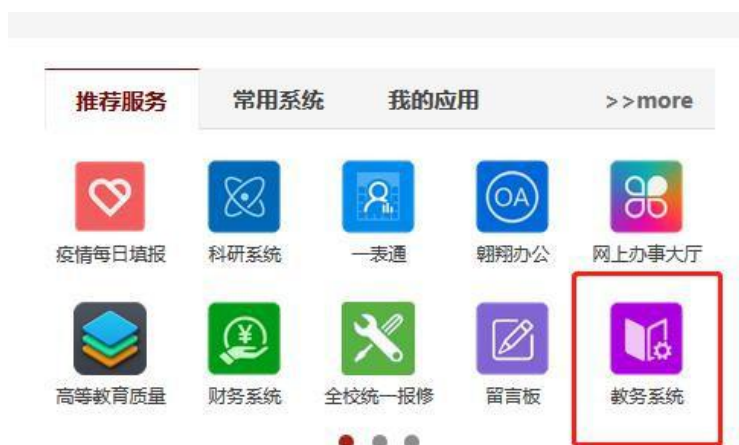 推荐服务 常用系统 我的应用 >>more
OA
疫情每日填报 科研系统 一表通 翱翔办公 网上办事大厅
¥
高等教育质量 财务系统 全校统一报修 留言板 教务系统